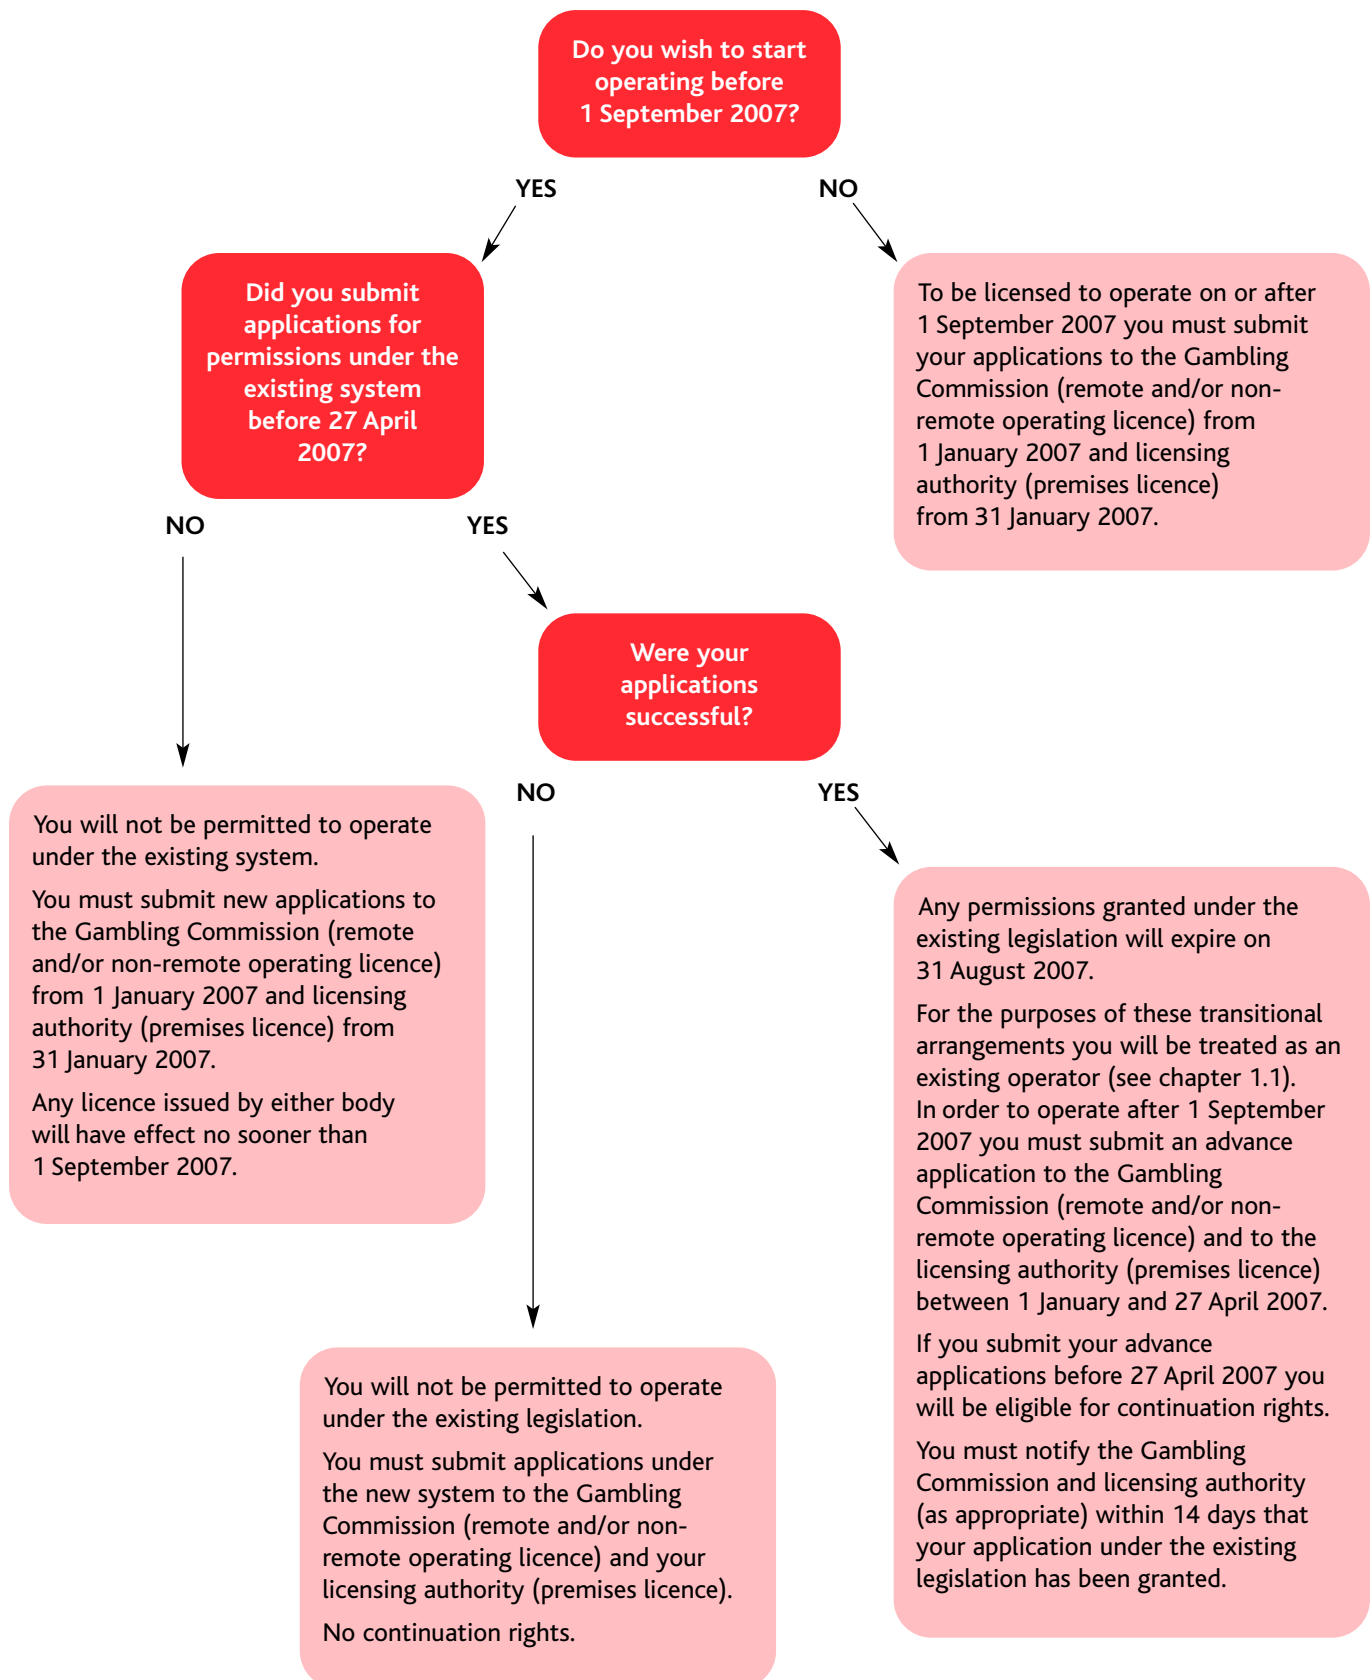 Do you wish to start
operating before
1 September 2007?
YES
NO
Did you submit
applications for
permissions under the
existing system
before 27 April
2007?
To be licensed to operate on or after
1 September 2007 you must submit
your applications to the Gambling
Commission (remote and/or non-
remote operating licence) from
1 January 2007 and licensing
authority (premises licence)
from 31 January 2007.
NO
YES
Were your
applications
successful?
NO
YES
You will not be permitted to operate
under the existing system.
You must submit new applications to
the Gambling Commission (remote
and/or non-remote operating licence)
from 1 January 2007 and licensing
authority (premises licence) from
31 January 2007.
Any licence issued by either body
will have effect no sooner than
1 September 2007.
Any permissions granted under the
existing legislation will expire on
31 August 2007.
For the purposes of these transitional
arrangements you will be treated as an
existing operator (see chapter 1.1).
In order to operate after 1 September
2007 you must submit an advance
application to the Gambling
Commission (remote and/or non-
remote operating licence) and to the
licensing authority (premises licence)
between 1 January and 27 April 2007.
If you submit your advance
applications before 27 April 2007 you
will be eligible for continuation rights.
You must notify the Gambling
Commission and licensing authority
(as appropriate) within 14 days that
your application under the existing
legislation has been granted.
You will not be permitted to operate
under the existing legislation.
You must submit applications under
the new system to the Gambling
Commission (remote and/or non-
remote operating licence) and your
licensing authority (premises licence).
No continuation rights.